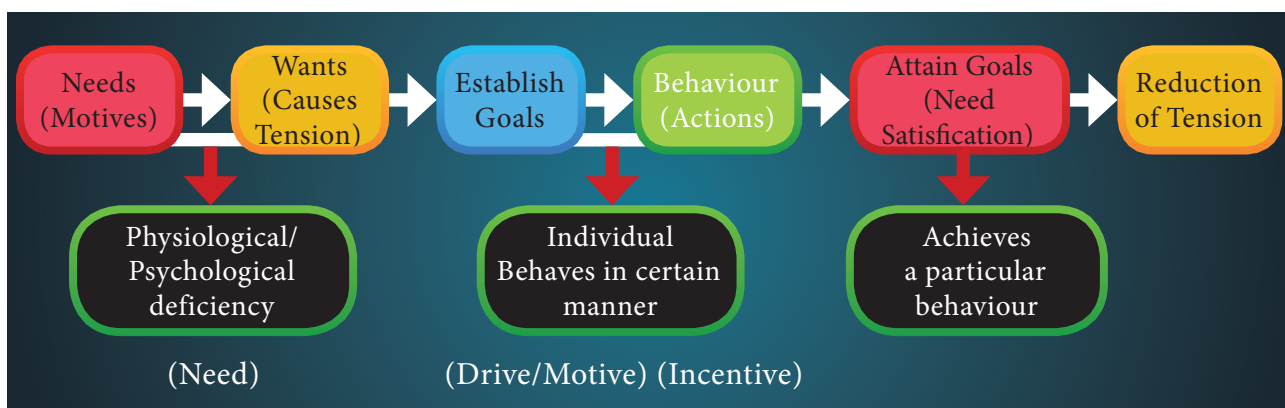 Needs
(Motives)
Wants
(Causes
Tension)
Establish
Goals
Behaviour
(Actions)
Attain Goals
(Need
Satisfication)
Reduction
of Tension
Physiological/
Psychological
deficiency
Individual
Behaves in certain
manner
Achieves
a particular
behaviour
(Need)
(Drive/Motive) (Incentive)